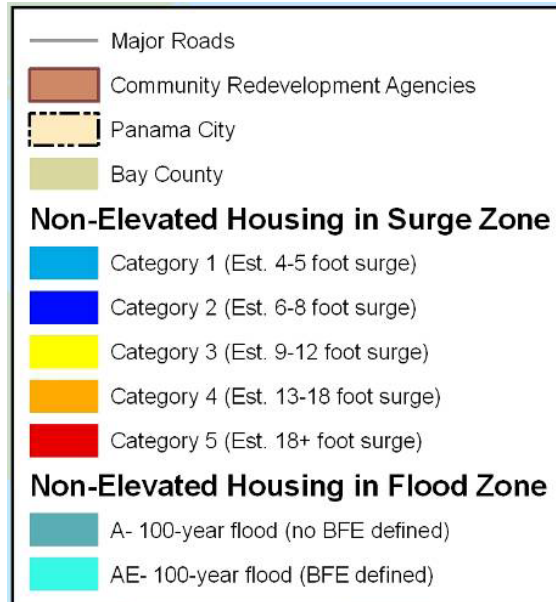 Major Roads
Community Redevelopment Agencies
Panama City
Bay County
Non-Elevated Housing in Surge Zone
Category 1 (Est. 4-5 foot surge)
Category 2 (Est. 6-8 foot surge)
Category 3 (Est. 9-12 foot surge)
Category 4 (Est. 13-18 foot surge)
Category 5 (Est. 18+ foot surge)
Non-Elevated Housing in Flood Zone
A- 100-year flood (no BFE defined)
AE- 100-year flood (BFE defined)